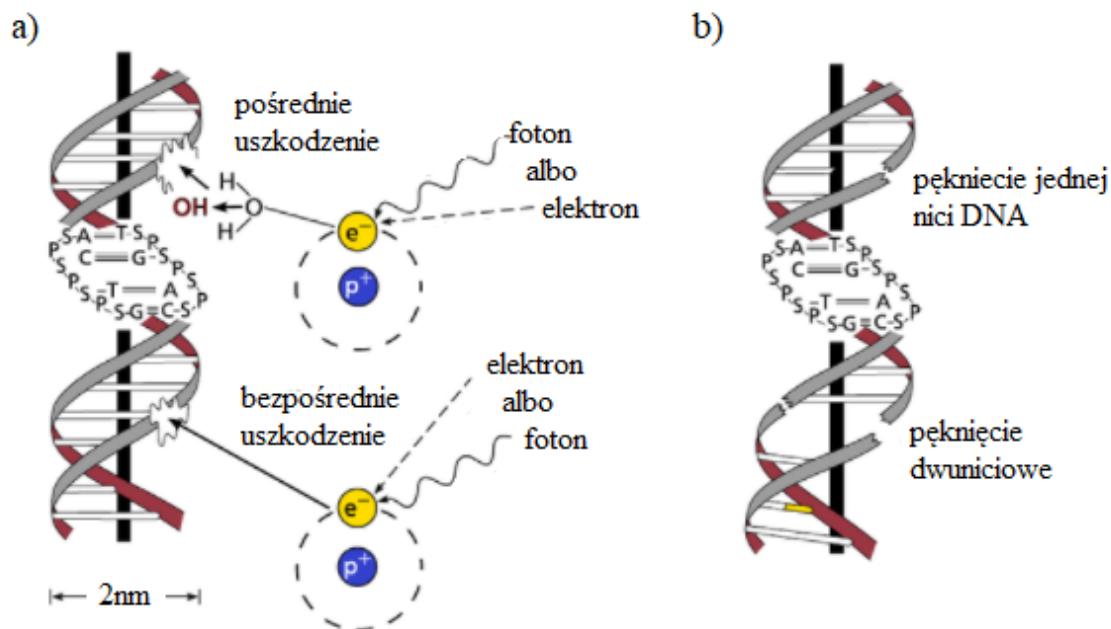 a)
pośrednie
uszkodzenie
foton
albo
elektron
H
OH
O
H
e⁻
p⁺
S A T S P
P S C G S P S
S P T A P
P S P S G C S P
elektron
albo
foton
bezpośrednie
uszkodzenie
e⁻
p⁺
2nm
b)
pękniecie jednej
nici DNA
S A T S P
P S C G S P S
S P T A P
P S P S G C S P
pęknięcie
dwuniciowe